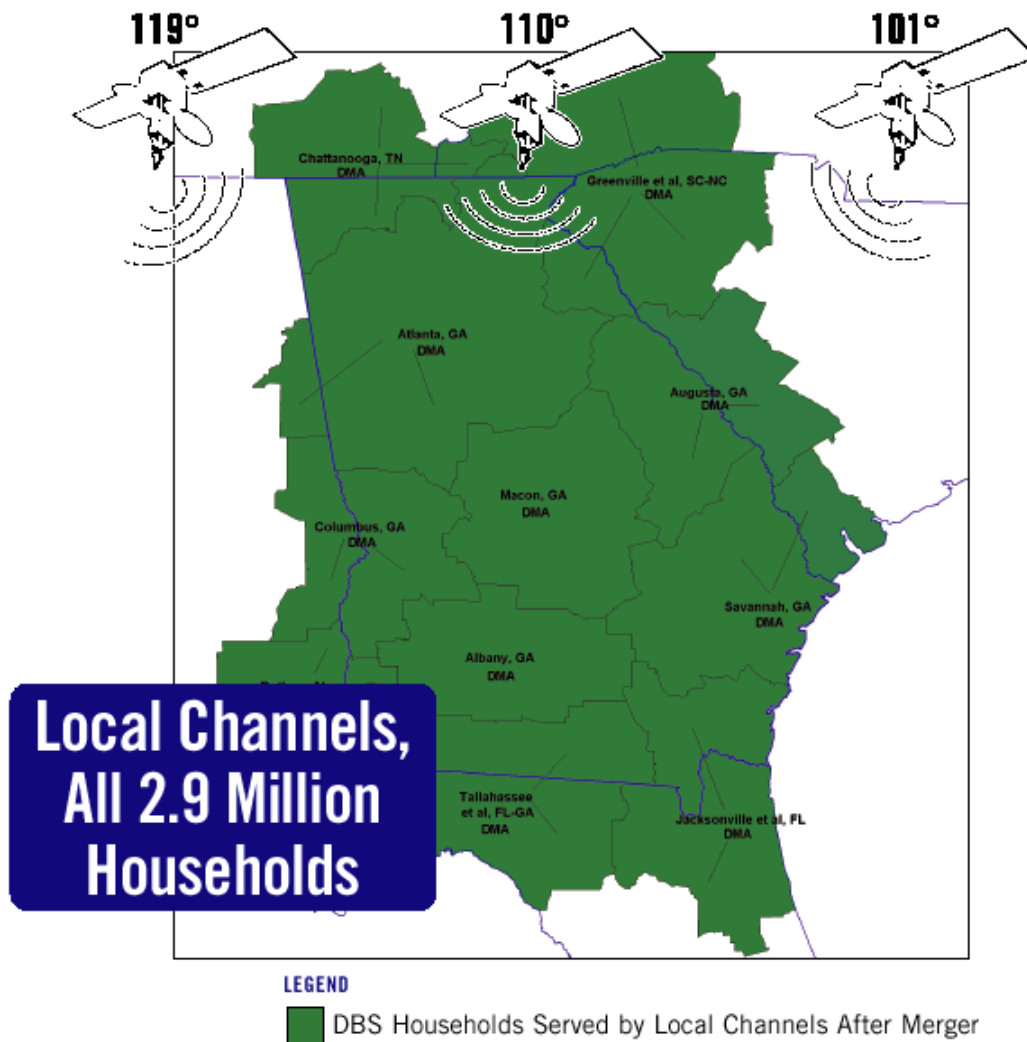 119°
110°
101°
Chattanooga, TN
DMA
Greenville et al, SC-NC
DMA
Atlanta, GA
DMA
Augusta, GA
DMA
Macon, GA
DMA
Columbus, GA
DMA
Savannah, GA
DMA
Albany, GA
DMA
Local Channels,
All 2.9 Million
Households
Tallahassee
et al, FL-GA
DMA
Jacksonville et al, FL
DMA
LEGEND
DBS Households Served by Local Channels After Merger